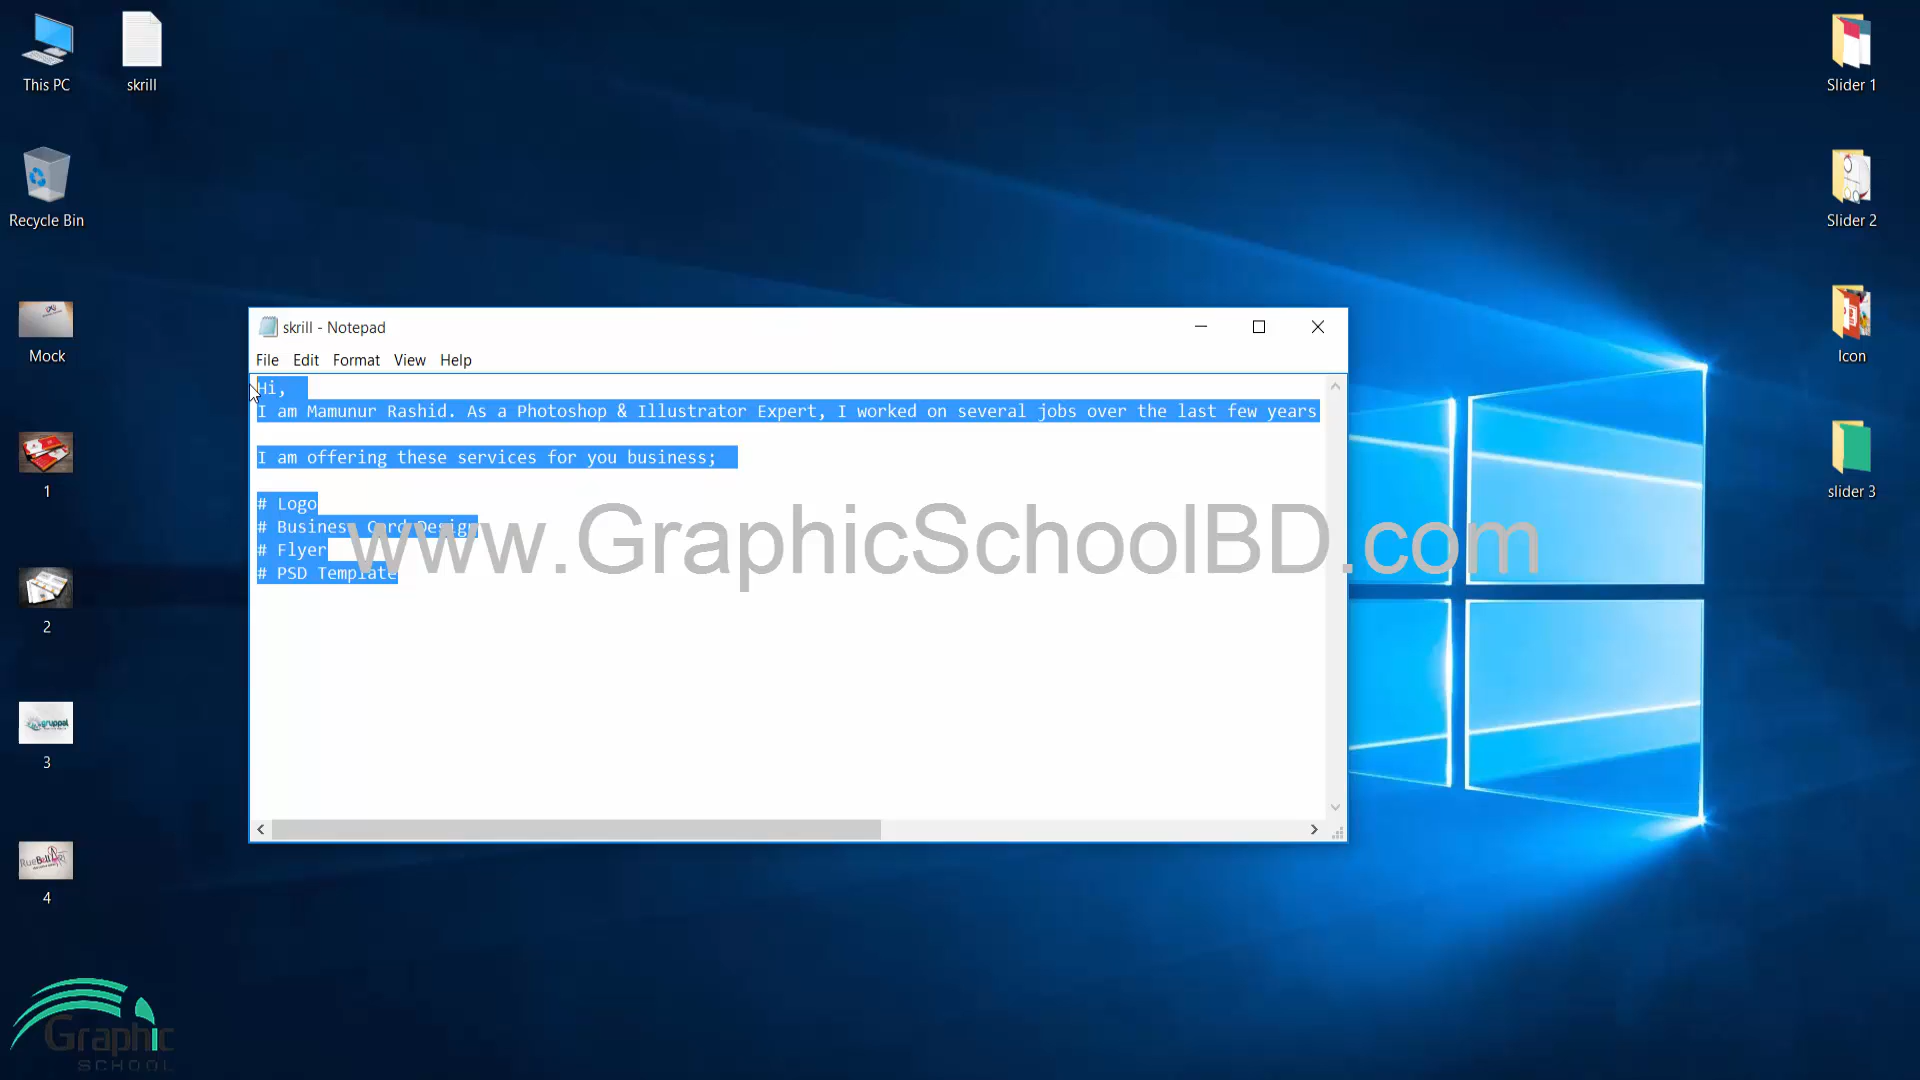 This PC
skrill
Recycle Bin
Mock
1
2
3
4
Slider 1
Slider 2
Icon
slider 3
skrill - Notepad
File Edit Format View Help
Hi,
I am Mamunur Rashid. As a Photoshop & Illustrator Expert, I worked on several jobs over the last few years
I am offering these services for you business;
# Logo
# Business Card Design
# Flyer
# PSD Template
www.GraphicSchoolBD.com
Graphic
SCHOOL